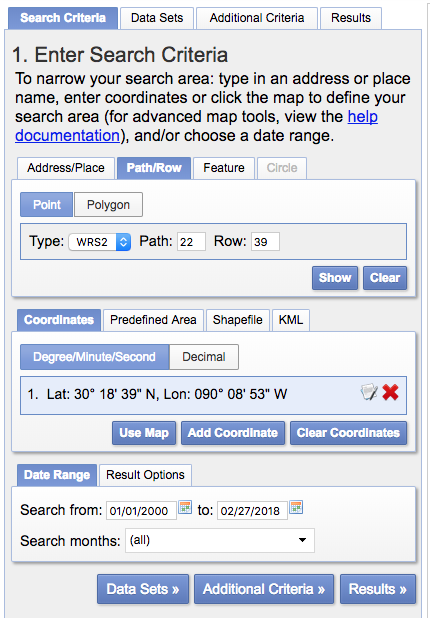 Search Criteria Data Sets Additional Criteria Results
1. Enter Search Criteria
To narrow your search area: type in an address or place
name, enter coordinates or click the map to define your
search area (for advanced map tools, view the help
documentation), and/or choose a date range.
Address/Place Path/Row Feature Circle
Point Polygon
Type: WRS2 Path: 22 Row: 39
Show Clear
Coordinates Predefined Area Shapefile KML
Degree/Minute/Second Decimal
1. Lat: 30° 18' 39" N, Lon: 090° 08' 53" W
Use Map Add Coordinate Clear Coordinates
Date Range Result Options
Search from: 01/01/2000 to: 02/27/2018
Search months: (all)
Data Sets » Additional Criteria » Results »